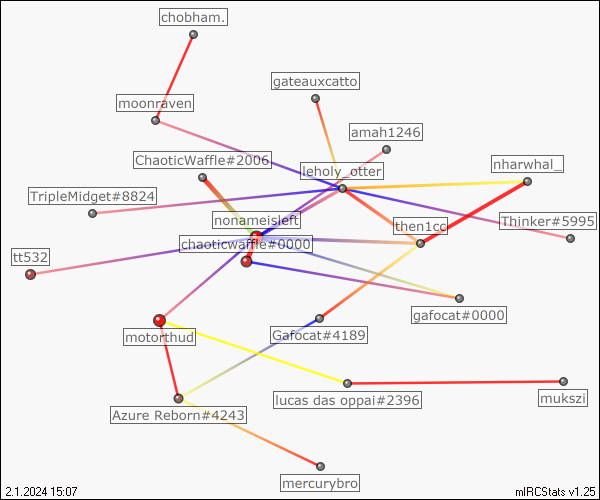 chobham.
gateauxcatto
moonraven
amah1246
ChaoticWaffle#2006
leholy_otter
nharwhal_
TripleMidget#8824
nonameisleft
then1cc
Thinker#5995
chaoticwaffle#0000
tt532
gafocat#0000
motorthud
Gafocat#4189
lucas das oppai#2396
mukszi
Azure Reborn#4243
mercurybro
2.1.2024 15:07
mIRCStats v1.25